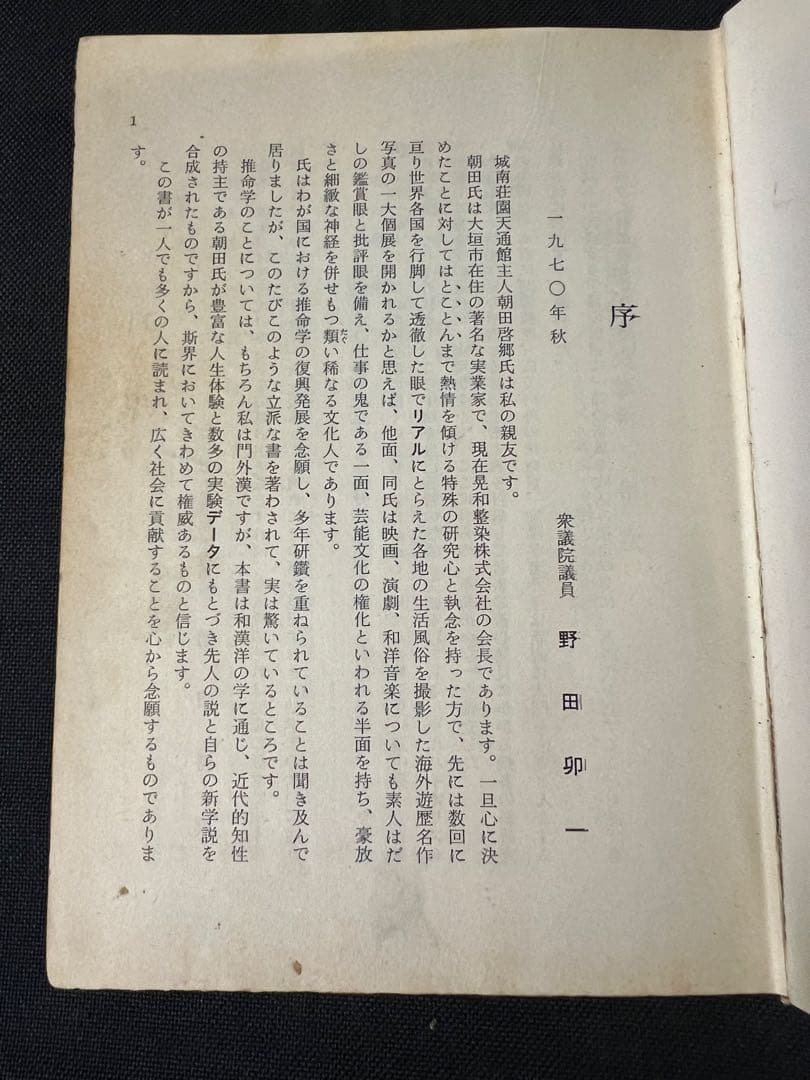 序
一九七〇年秋
衆議院議員　野田卯一
城南荘園天通館主人朝田啓郷氏は私の親友です。
朝田氏は大垣市在住の著名な実業家で、現在晃和整染株式会社の会長であります。一旦心に決
めたことに対してはとことんまで熱情を傾ける特殊の研究心と執念を持った方で、先には数回に
亘り世界各国を行脚して透徹した眼でリアルにとらえた各地の生活風俗を撮影した海外遊歴名作
写真の一大個展を開かれるかと思えば、他面、同氏は映画、演劇、和洋音楽についても素人はだ
しの鑑賞眼と批評眼を備え、仕事の鬼である一面、芸能文化の権化といわれる半面を持ち、豪放
さと細緻な神経を併せもつ類い稀なる文化人であります。
たぐ
氏はわが国における推命学の復興発展を念願し、多年研鑽を重ねられていることは聞き及んで
居りましたが、このたびこのような立派な書を著わされて、実は驚いているところです。
推命学のことについては、もちろん私は門外漢ですが、本書は和漢洋の学に通じ、近代的知性
の持主である朝田氏が豊富な人生体験と数多の実験データにもとづき先人の説と自らの新学説を
合成されたものですから、斯界においてきわめて権威あるものと信じます。
この書が一人でも多くの人に読まれ、広く社会に貢献することを心から念願するものでありま
す。
1